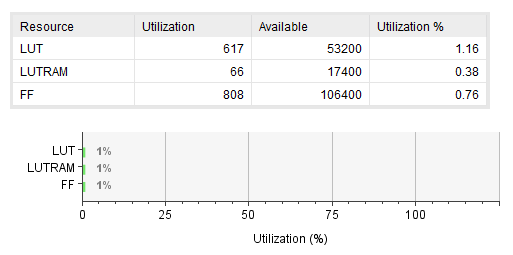 Resource Utilization Available Utilization %
LUT 617 53200 1.16
LUTRAM 66 17400 0.38
FF 808 106400 0.76
LUT 1%
LUTRAM 1%
FF 1%
0 25 50 75 100
Utilization (%)